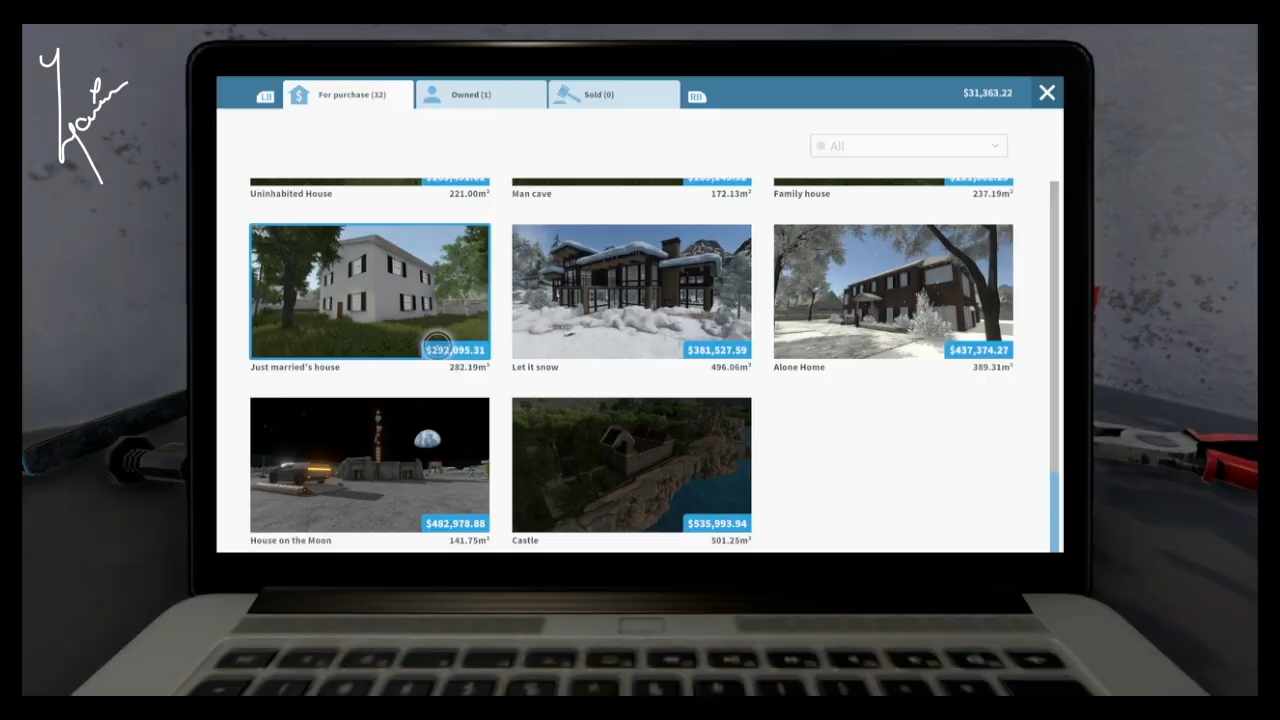 LB
For purchase (32)
Owned (1)
Sold (0)
RB
$31,363.22
All
Uninhabited House 221.00m²
Man cave 172.13m²
Family house 237.19m²
$292,095.31
$381,527.59
$437,374.27
Just married's house 282.19m²
Let it snow 496.06m²
Alone Home 389.31m²
$482,978.88
$535,993.94
House on the Moon 141.75m²
Castle 501.25m²